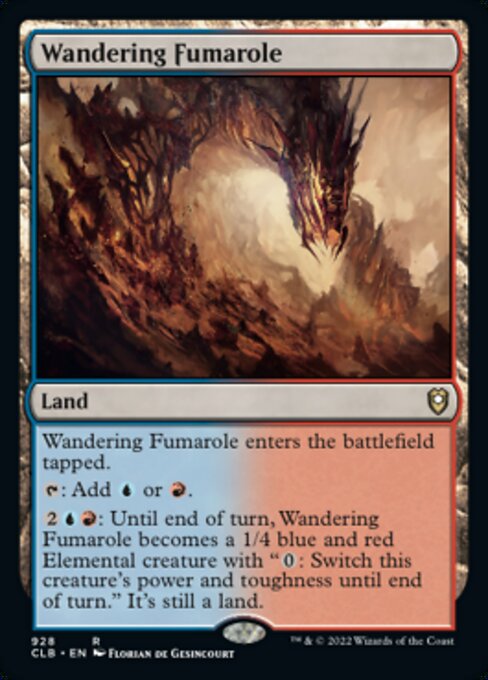 Wandering Fumarole
Land
Wandering Fumarole enters the battlefield
tapped.
: Add or .
2 : Until end of turn, Wandering
Fumarole becomes a 1/4 blue and red
Elemental creature with “0: Switch this
creature’s power and toughness until end
of turn.” It’s still a land.
928 R
CLB • EN Florian de Gesincourt
™ & © 2022 Wizards of the Coast